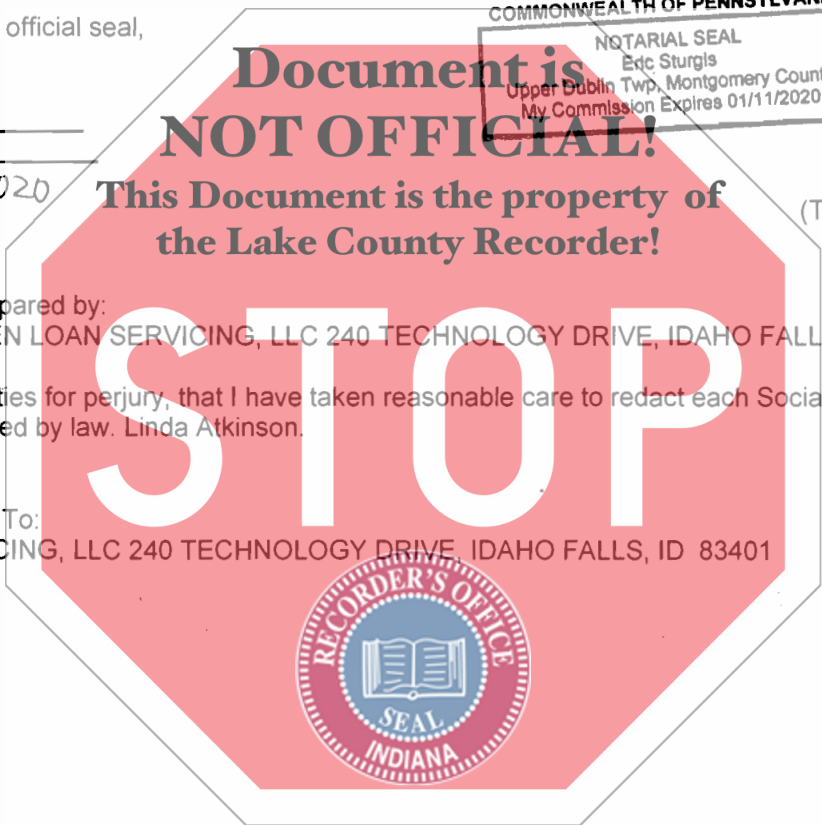 official seal,
COMMONWEALTH OF PENNSYLVAN
NOTARIAL SEAL
Eric Sturgis
Upper Dublin Twp, Montgomery Count
My Commission Expires 01/11/2020
Document is
NOT OFFICIAL!
020
This Document is the property of
the Lake County Recorder!
(T
pared by:
EN LOAN SERVICING, LLC 240 TECHNOLOGY DRIVE, IDAHO FALL
ties for perjury, that I have taken reasonable care to redact each Socia
ed by law. Linda Atkinson.
STOP
To:
CING, LLC 240 TECHNOLOGY DRIVE, IDAHO FALLS, ID 83401
RECORDER'S OFFICE
SEAL
INDIANA